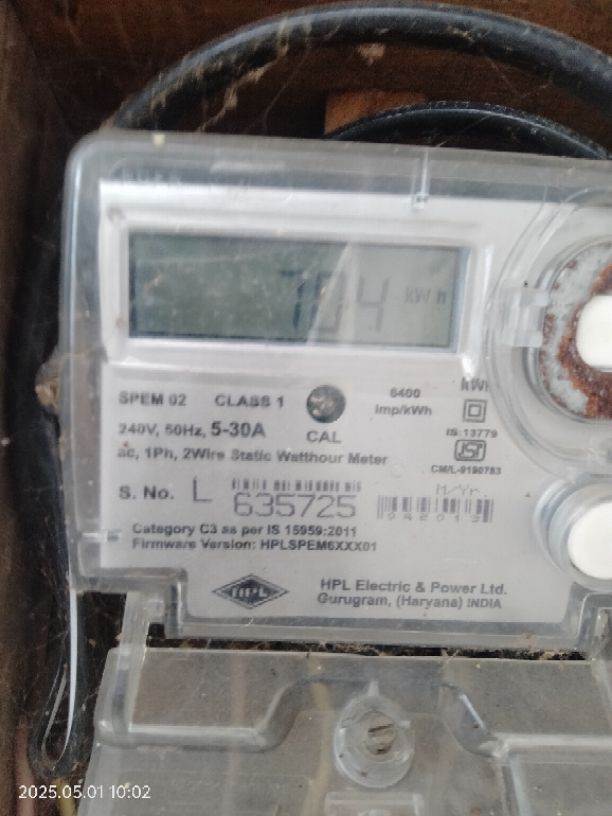 704 kWh
SPEM 02 CLASS 1 6400 imp/kWh kWh
240V, 50Hz, 5-30A CAL IS:13779
ac, 1Ph, 2Wire Static Watthour Meter CM/L-9190783
S. No. L 635725 M/Yr.
Category C3 as per IS 15959:2011
Firmware Version: HPLSPEM6XXX01
HPL HPL Electric & Power Ltd.
Gurugram, (Haryana) INDIA
2025.05.01 10:02